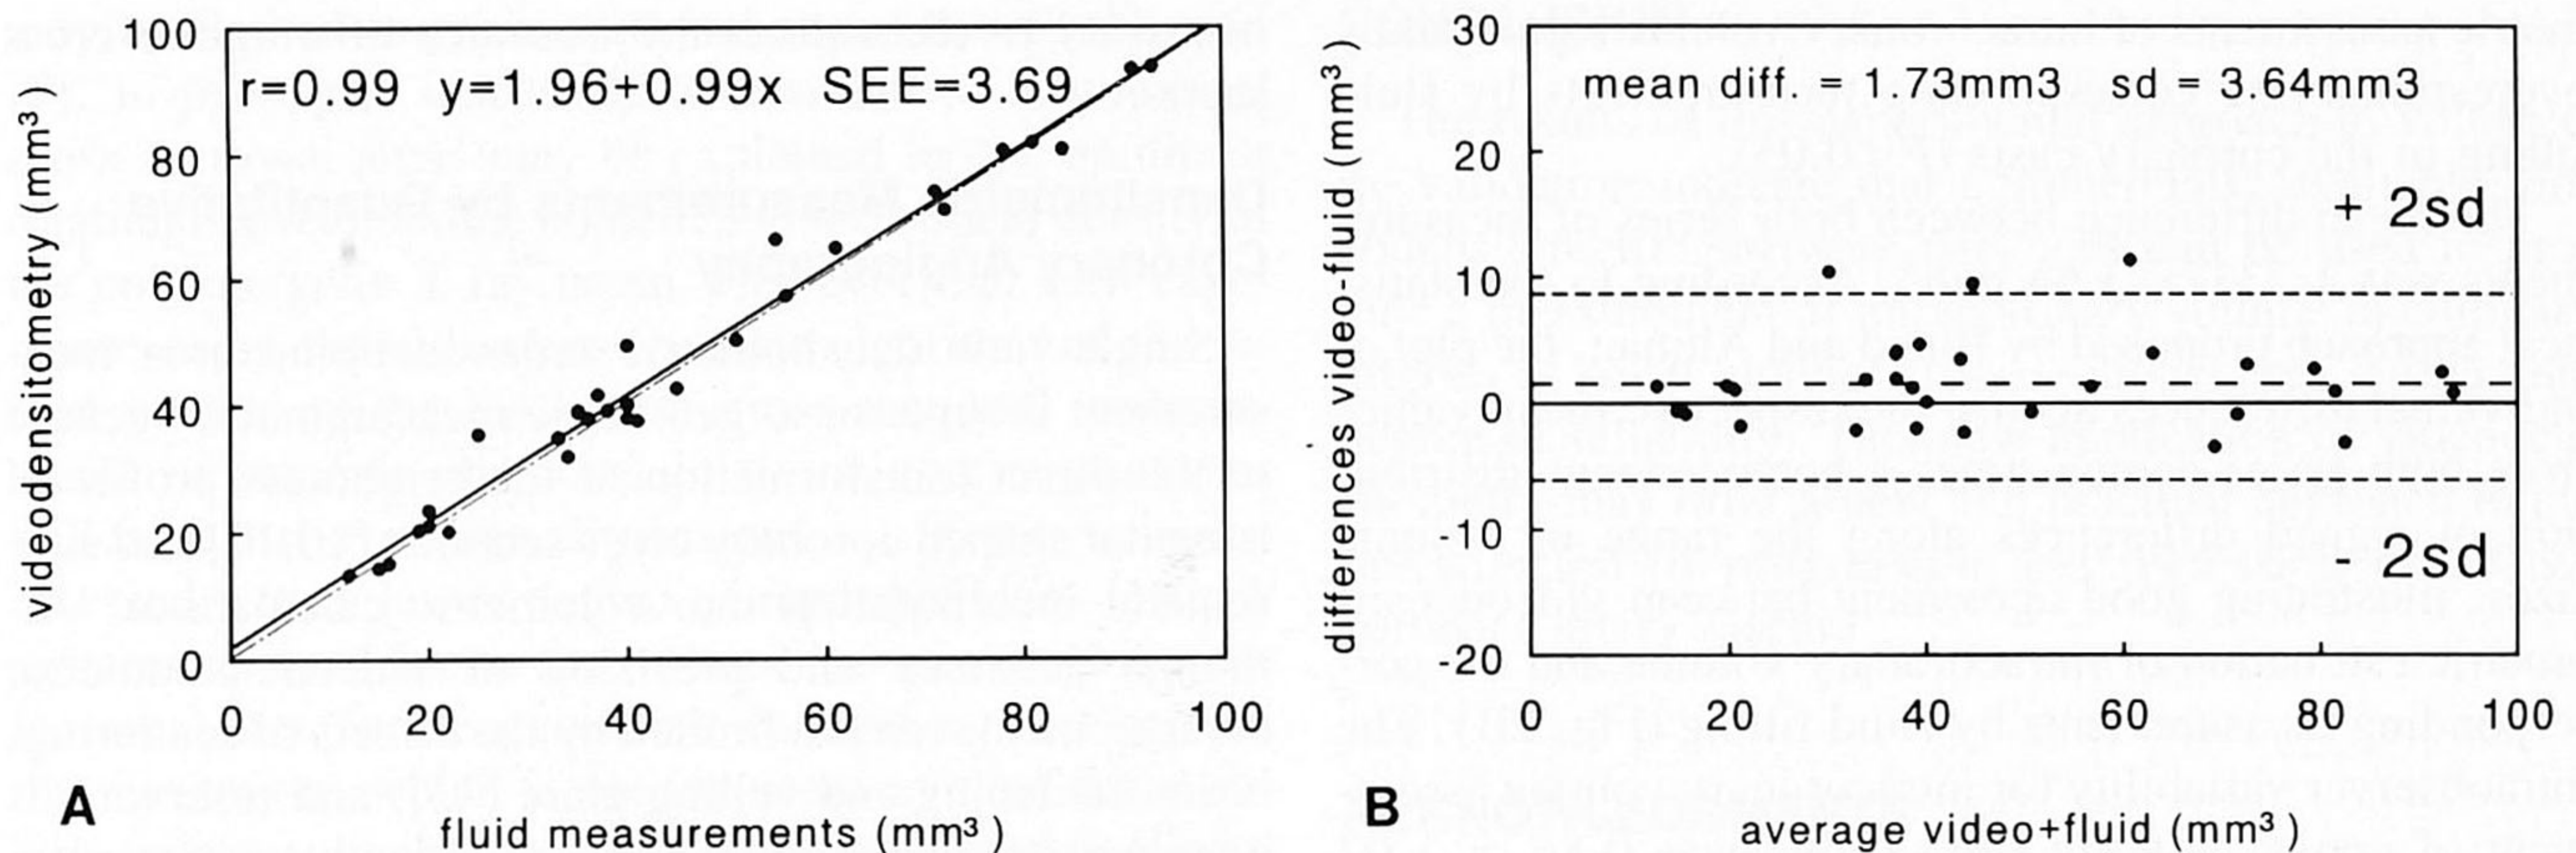 videodensitometry (mm³)
100
80
60
40
20
0
r=0.99 y=1.96+0.99x SEE=3.69
0 20 40 60 80 100
A
fluid measurements (mm³)
differences video-fluid (mm³)
30
20
10
0
-10
-20
mean diff. = 1.73mm3 sd = 3.64mm3
+ 2sd
- 2sd
0 20 40 60 80 100
B
average video+fluid (mm³)